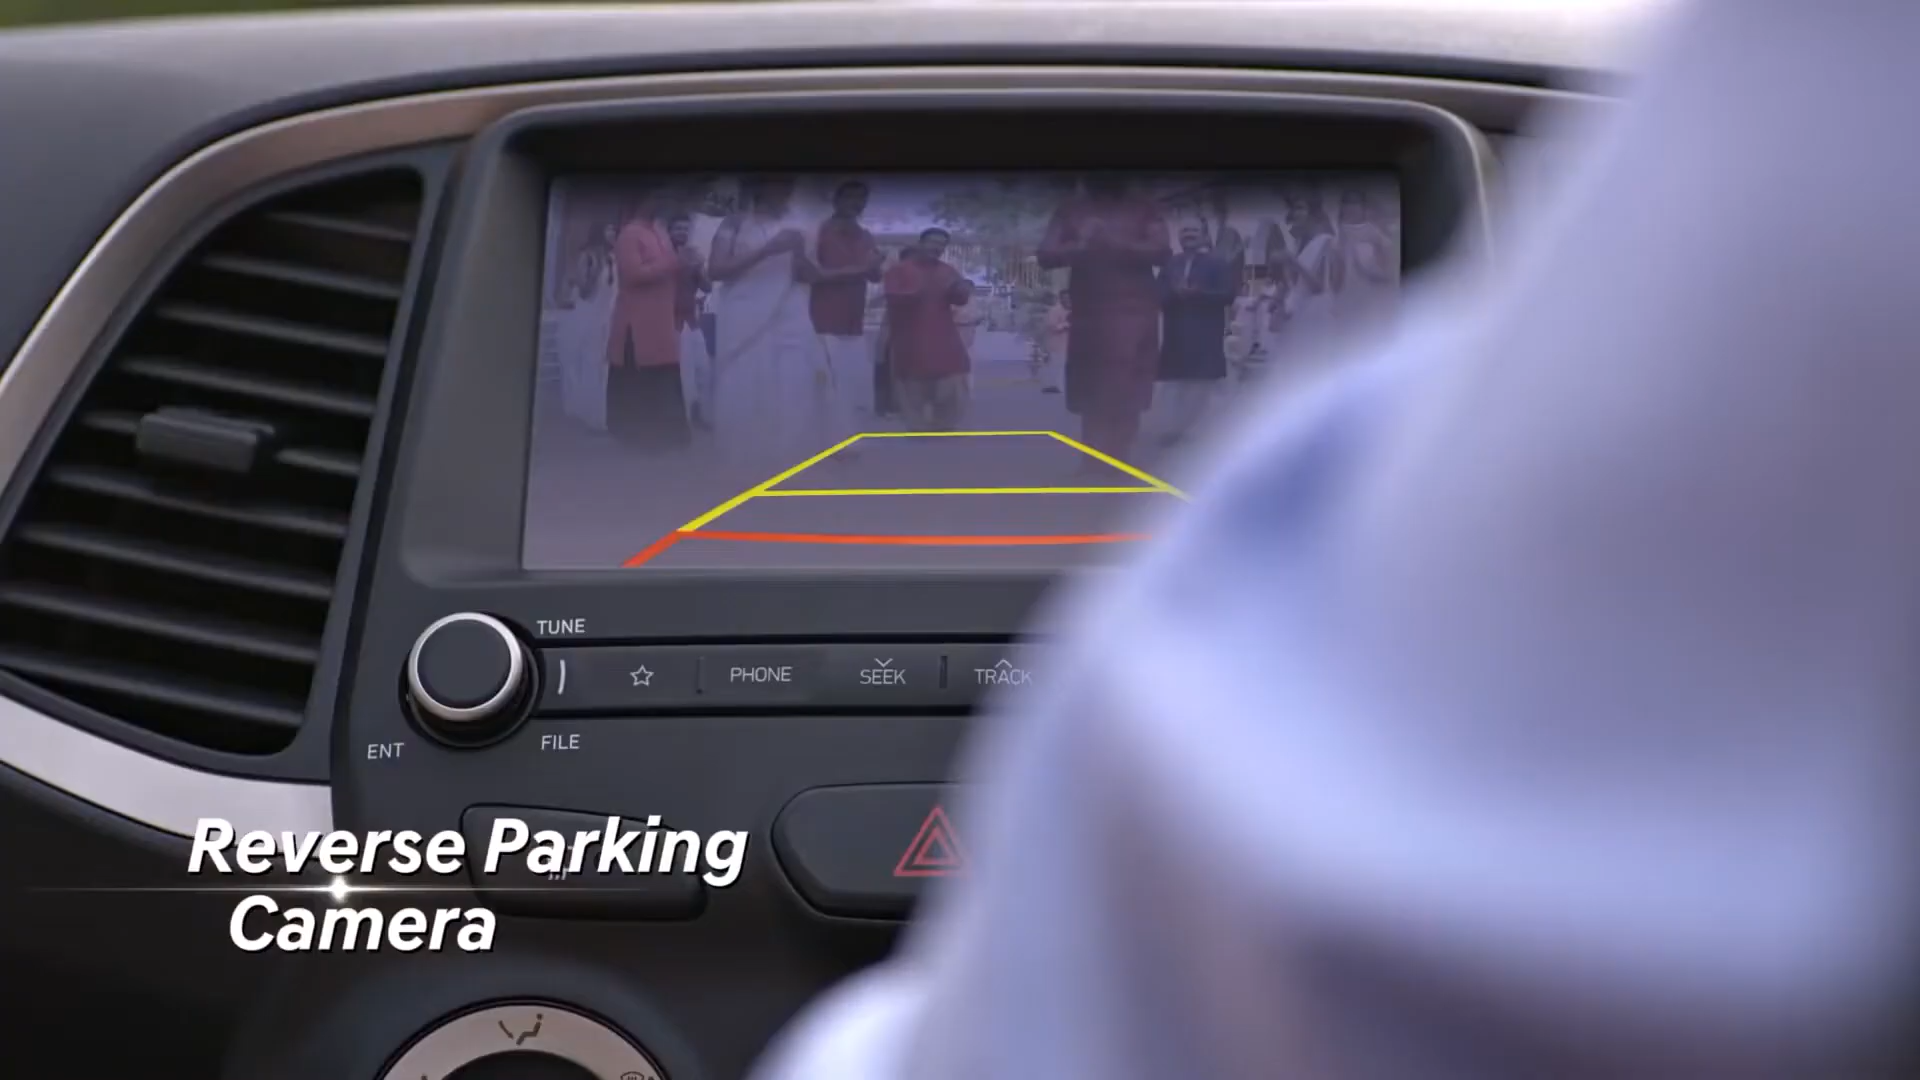 TUNE
PHONE
SEEK
TRACK
ENT
FILE
Reverse Parking
Camera